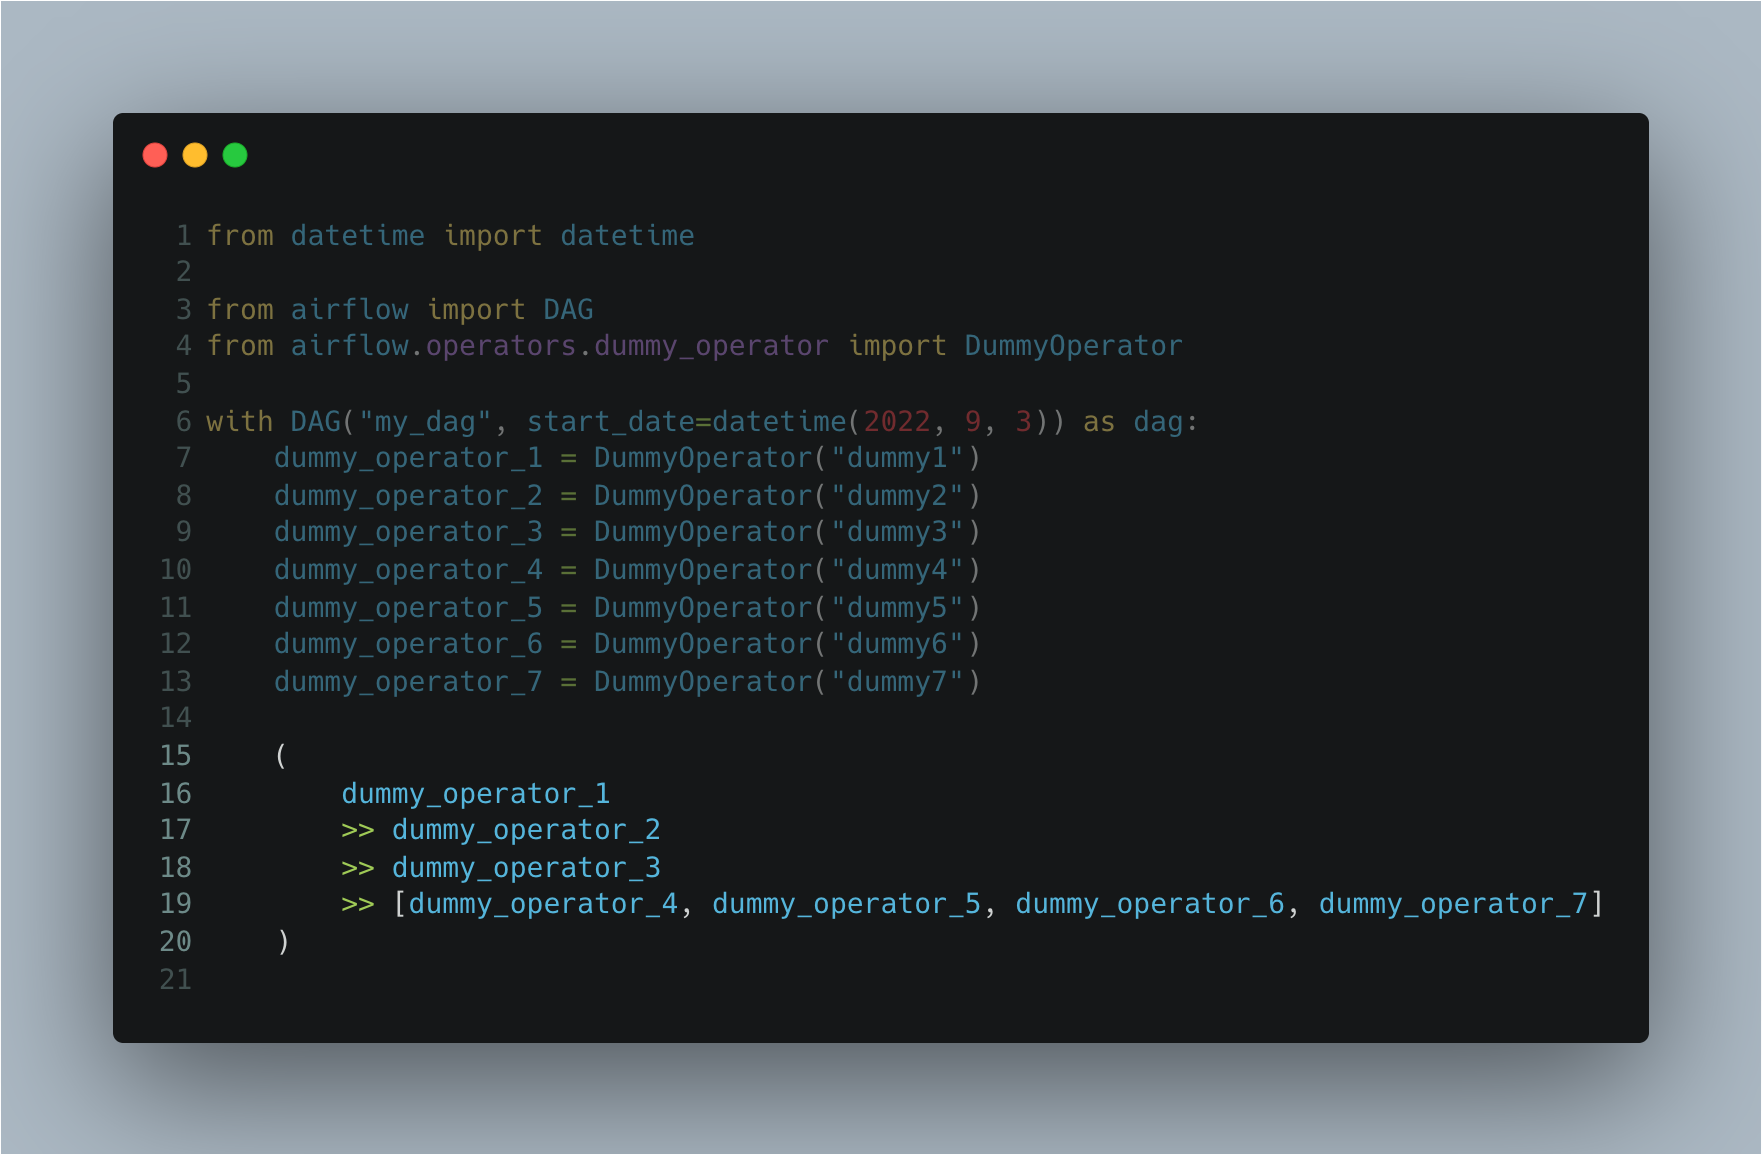 1 from datetime import datetime
2
3 from airflow import DAG
4 from airflow.operators.dummy_operator import DummyOperator
5
6 with DAG("my_dag", start_date=datetime(2022, 9, 3)) as dag:
7     dummy_operator_1 = DummyOperator("dummy1")
8     dummy_operator_2 = DummyOperator("dummy2")
9     dummy_operator_3 = DummyOperator("dummy3")
10     dummy_operator_4 = DummyOperator("dummy4")
11     dummy_operator_5 = DummyOperator("dummy5")
12     dummy_operator_6 = DummyOperator("dummy6")
13     dummy_operator_7 = DummyOperator("dummy7")
14
15     (
16         dummy_operator_1
17         >> dummy_operator_2
18         >> dummy_operator_3
19         >> [dummy_operator_4, dummy_operator_5, dummy_operator_6, dummy_operator_7]
20     )
21